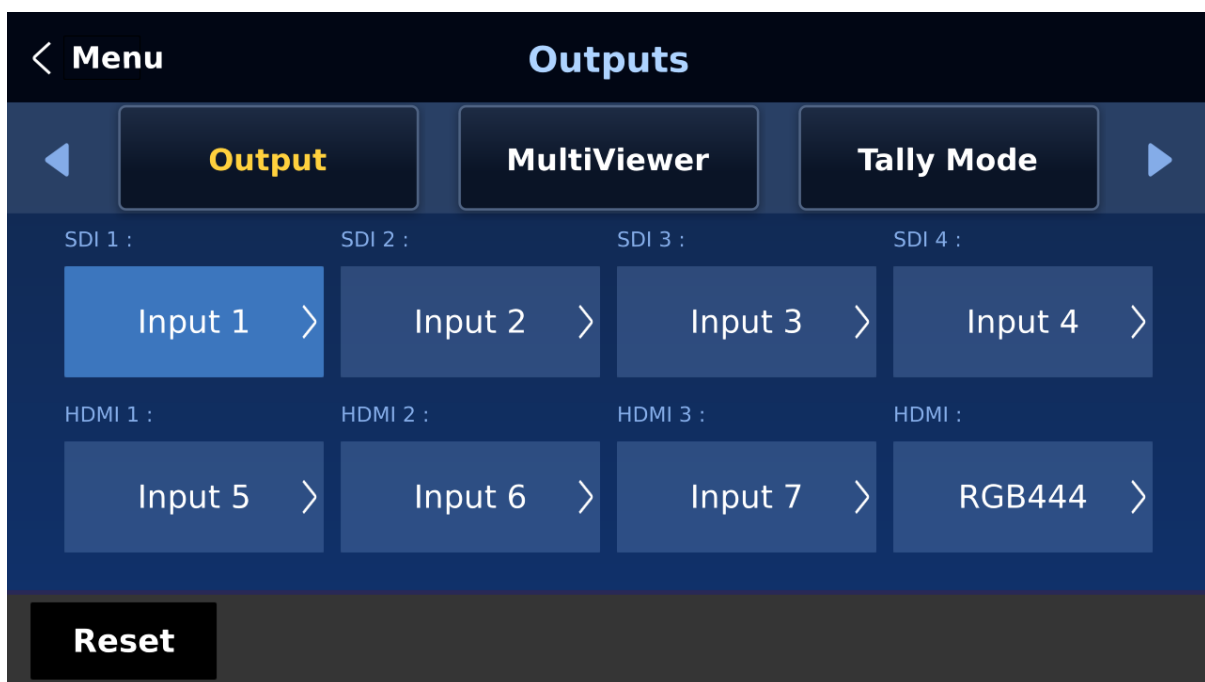 Menu
Outputs
Output
MultiViewer
Tally Mode
SDI 1 :
SDI 2 :
SDI 3 :
SDI 4 :
Input 1
Input 2
Input 3
Input 4
HDMI 1 :
HDMI 2 :
HDMI 3 :
HDMI :
Input 5
Input 6
Input 7
RGB444
Reset